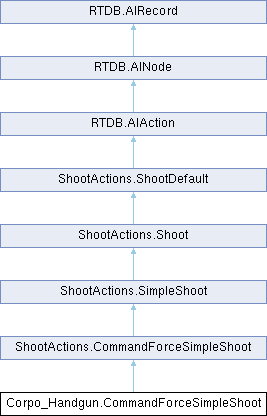 RTDB.AIRecord
RTDB.AINode
RTDB.AIAction
ShootActions.ShootDefault
ShootActions.Shoot
ShootActions.SimpleShoot
ShootActions.CommandForceSimpleShoot
Corpo_Handgun.CommandForceSimpleShoot